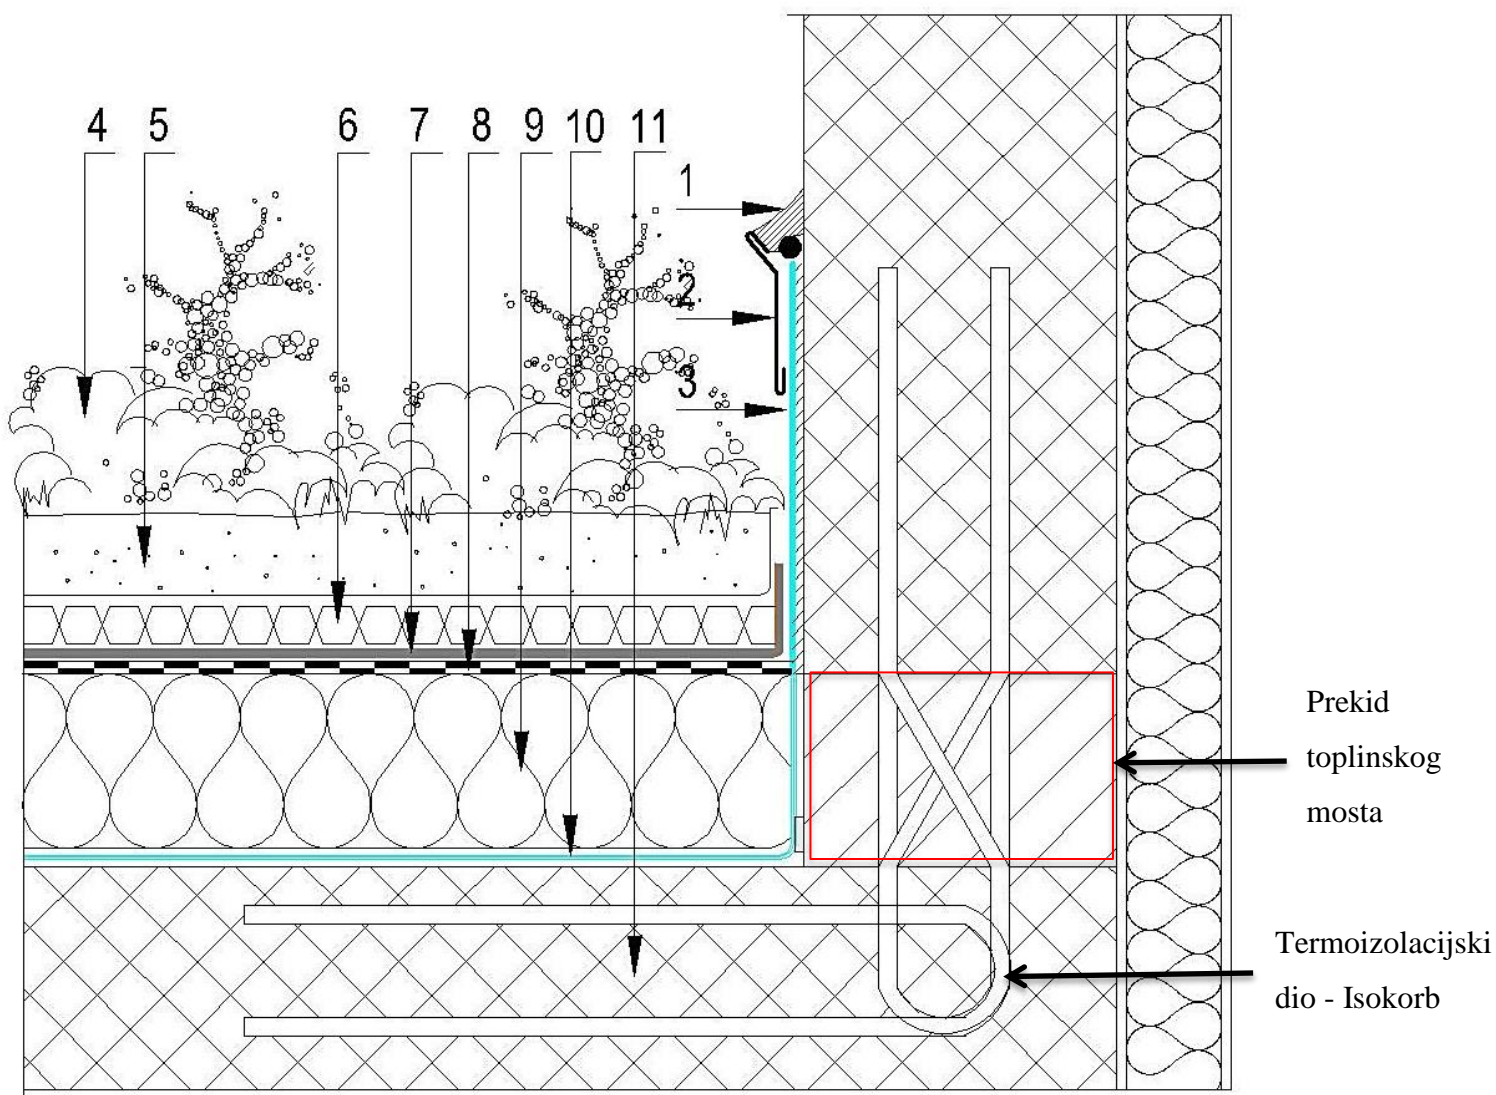 4 5 6 7 8 9 10 11
1
2
3
Prekid
toplinskog
mosta
Termoizolacijski
dio - Isokorb